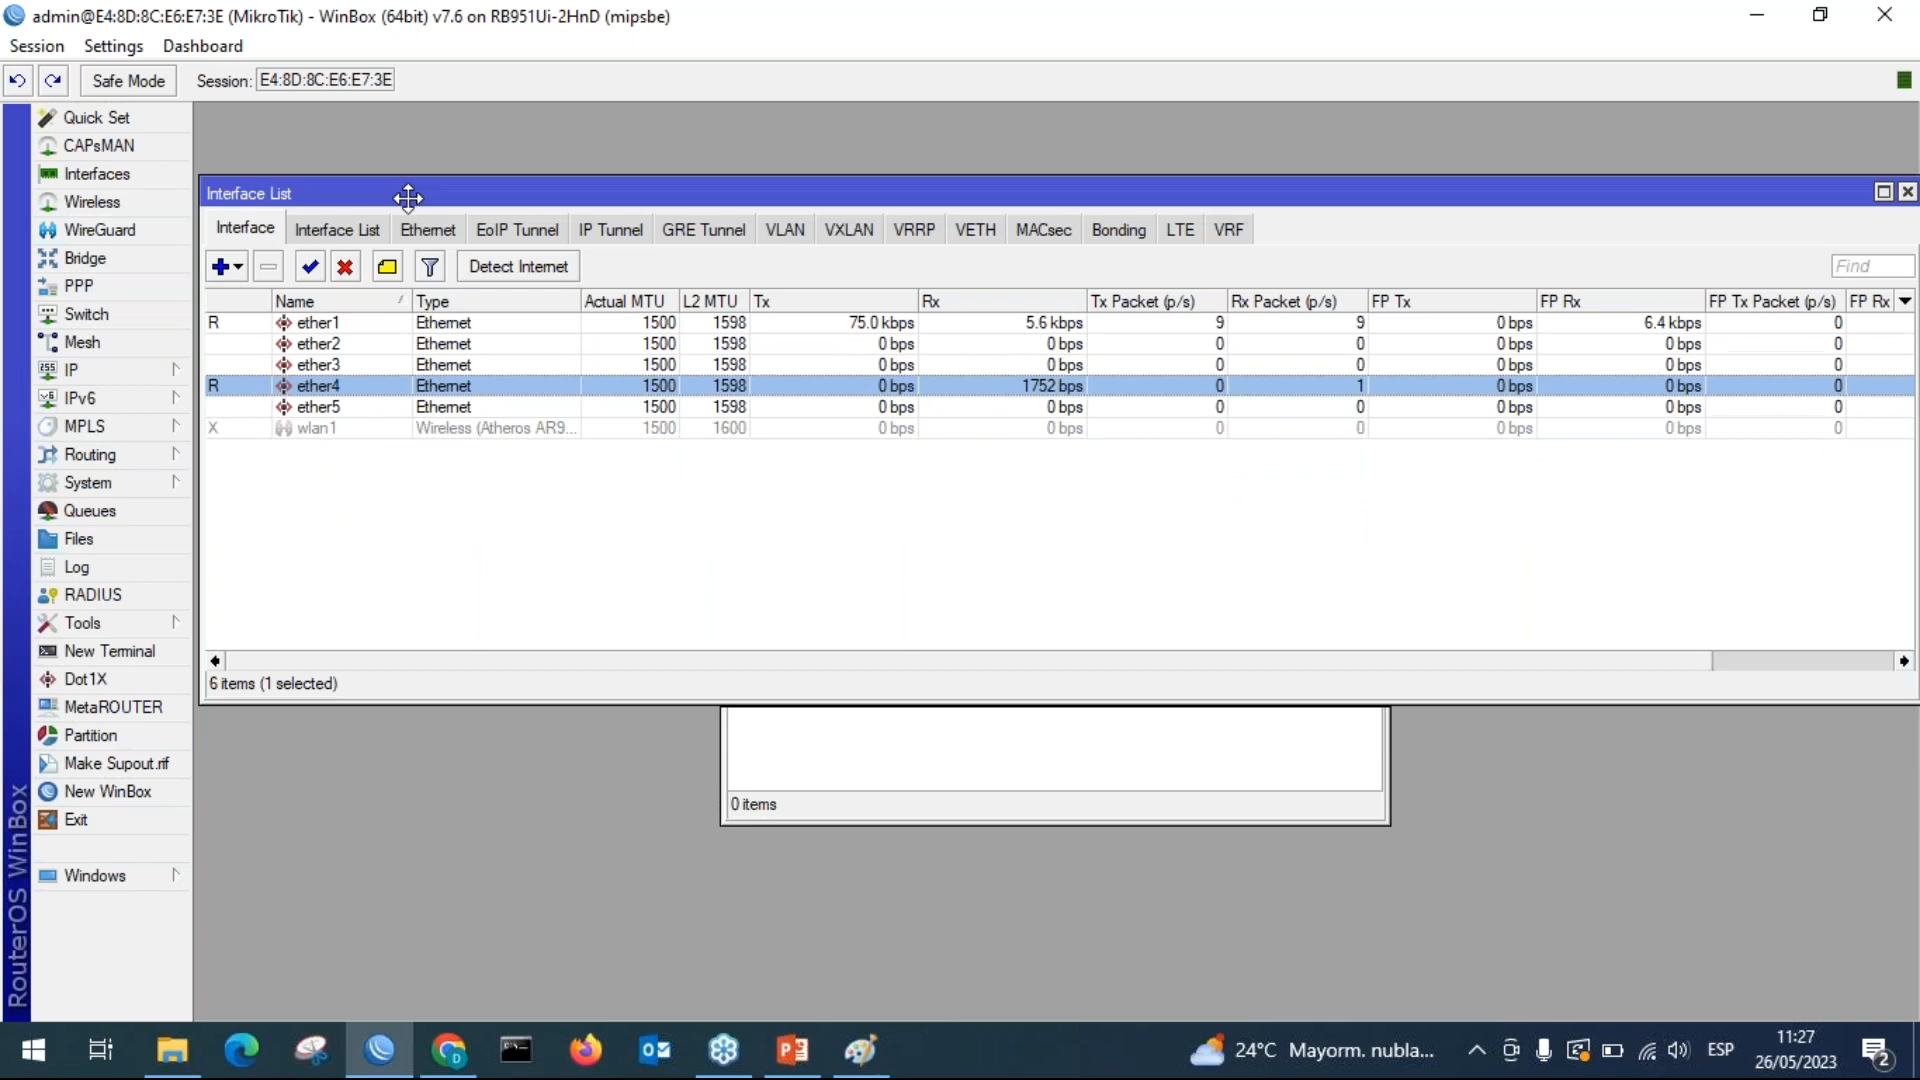 admin@E4:8D:8C:E6:E7:3E (MikroTik) - WinBox (64bit) v7.6 on RB951Ui-2HnD (mipsbe)
Session Settings Dashboard
Safe Mode Session: E4:8D:8C:E6:E7:3E
Quick Set
CAPsMAN
Interfaces
Wireless
WireGuard
Bridge
PPP
Switch
Mesh
IP
IPv6
MPLS
Routing
System
Queues
Files
Log
RADIUS
Tools
New Terminal
Dot1X
MetaROUTER
Partition
Make Supout.rif
New WinBox
Exit
Windows
RouterOS WinBox
Interface List
Interface Interface List Ethernet EoIP Tunnel IP Tunnel GRE Tunnel VLAN VXLAN VRRP VETH MACsec Bonding LTE VRF
Detect Internet Find
Name Type Actual MTU L2 MTU Tx Rx Tx Packet (p/s) Rx Packet (p/s) FP Tx FP Rx FP Tx Packet (p/s) FP Rx
R ether1 Ethernet 1500 1598 75.0 kbps 5.6 kbps 9 9 0 bps 6.4 kbps 0
ether2 Ethernet 1500 1598 0 bps 0 bps 0 0 0 bps 0 bps 0
ether3 Ethernet 1500 1598 0 bps 0 bps 0 0 0 bps 0 bps 0
R ether4 Ethernet 1500 1598 0 bps 1752 bps 0 1 0 bps 0 bps 0
ether5 Ethernet 1500 1598 0 bps 0 bps 0 0 0 bps 0 bps 0
X wlan1 Wireless (Atheros AR9... 1500 1600 0 bps 0 bps 0 0 0 bps 0 bps 0
6 items (1 selected)
0 items
24°C Mayorm. nubla... ESP 11:27
26/05/2023
2